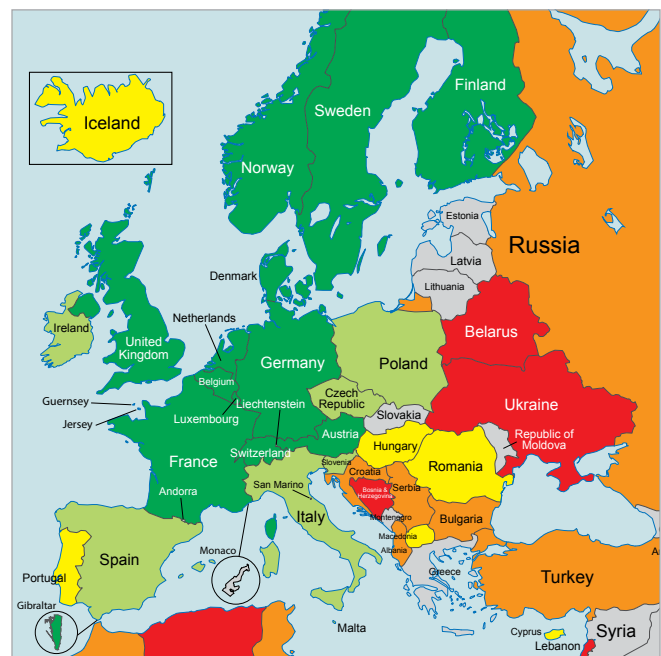 Iceland
Finland
Sweden
Norway
Estonia
Russia
Latvia
Denmark
Lithuania
Netherlands
Ireland
United
Kingdom
Belarus
Germany
Poland
Belgium
Czech
Republic
Guernsey
Liechtenstein
Ukraine
Luxembourg
Slovakia
Jersey
Austria
Republic of
Moldova
Hungary
Switzerland
France
Slovenia
Romania
Croatia
San Marino
Andorra
Bosnia &
Herzegovina
Serbia
Italy
Montenegro
Bulgaria
Monaco
Spain
Macedonia
Albania
Portugal
Greece
Turkey
Gibraltar
Malta
Cyprus
Syria
Lebanon